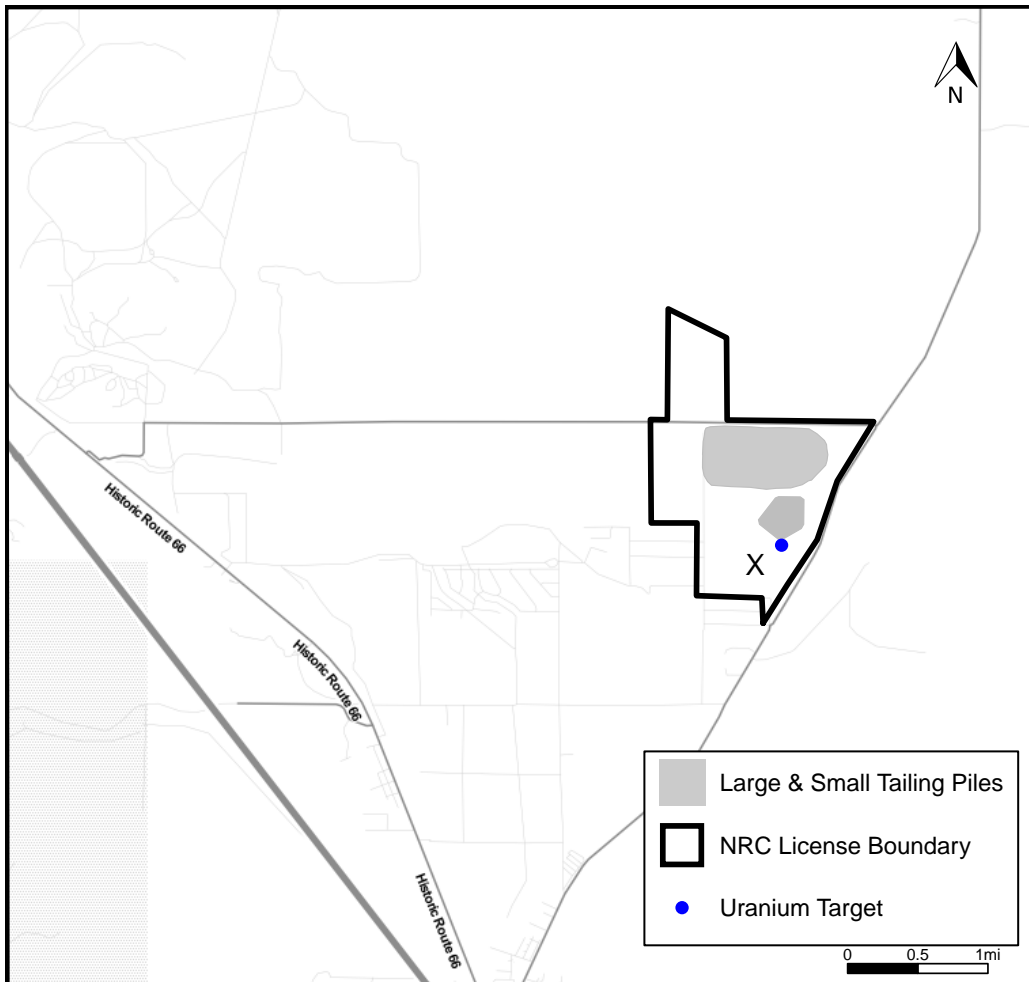 N
Historic Route 66
X
Historic Route 66
Large & Small Tailing Piles
NRC License Boundary
Historic Route 66
Uranium Target
0 0.5 1mi